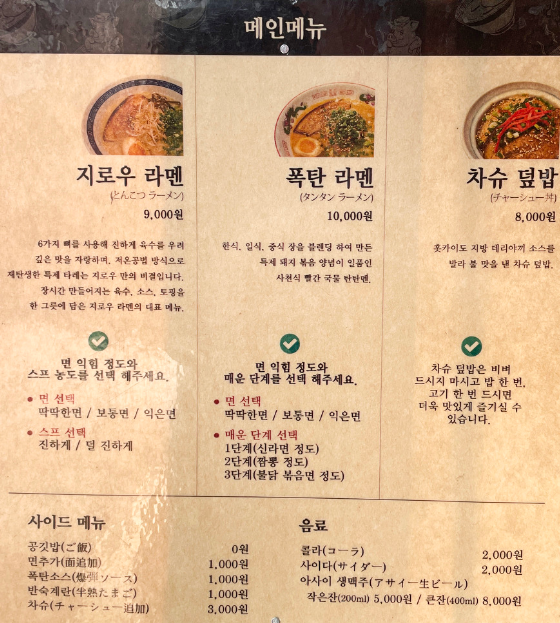 메인메뉴
지로우 라멘
(とんこつ ラーメン)
9,000원
6가지 뼈를 사용해 진하게 육수를 우려
깊은 맛을 자랑하며, 저온공법 방식으로
재탄생한 특제 타레는 지로우 만의 비결입니다.
장시간 만들어지는 육수, 소스, 토핑을
한 그릇에 담은 지로우 라멘의 대표 메뉴.
면 익힘 정도와
스프 농도를 선택 해주세요.
• 면 선택
딱딱한면 / 보통면 / 익은면
• 스프 선택
진하게 / 덜 진하게
폭탄 라멘
(タンタン ラーメン)
10,000원
한식, 일식, 중식 장을 블렌딩 하여 만든
특제 돼지 볶음 양념이 일품인
사천식 빨간 국물 탄탄멘.
면 익힘 정도와
매운 단계를 선택 해주세요.
• 면 선택
딱딱한면 / 보통면 / 익은면
• 매운 단계 선택
1단계(신라면 정도)
2단계(짬뽕 정도)
3단계(불닭 볶음면 정도)
차슈 덮밥
(チャーシュー丼)
8,000원
홋카이도 지방 테리야끼 소스를
발라 불 맛을 낸 차슈 덮밥.
차슈 덮밥은 비벼
드시지 마시고 밥 한 번,
고기 한 번 드시면
더욱 맛있게 즐기실 수
있습니다.
사이드 메뉴
공깃밥(ご飯) 0원
면추가(面追加) 1,000원
폭탄소스(爆弾ソース) 1,000원
반숙계란(半熟たまご) 1,000원
차슈(チャーシュー追加) 3,000원
음료
콜라(コーラ) 2,000원
사이다(サイダー) 2,000원
아사이 생맥주(アサイー生ビール)
작은잔(200ml) 5,000원 / 큰잔(400ml) 8,000원